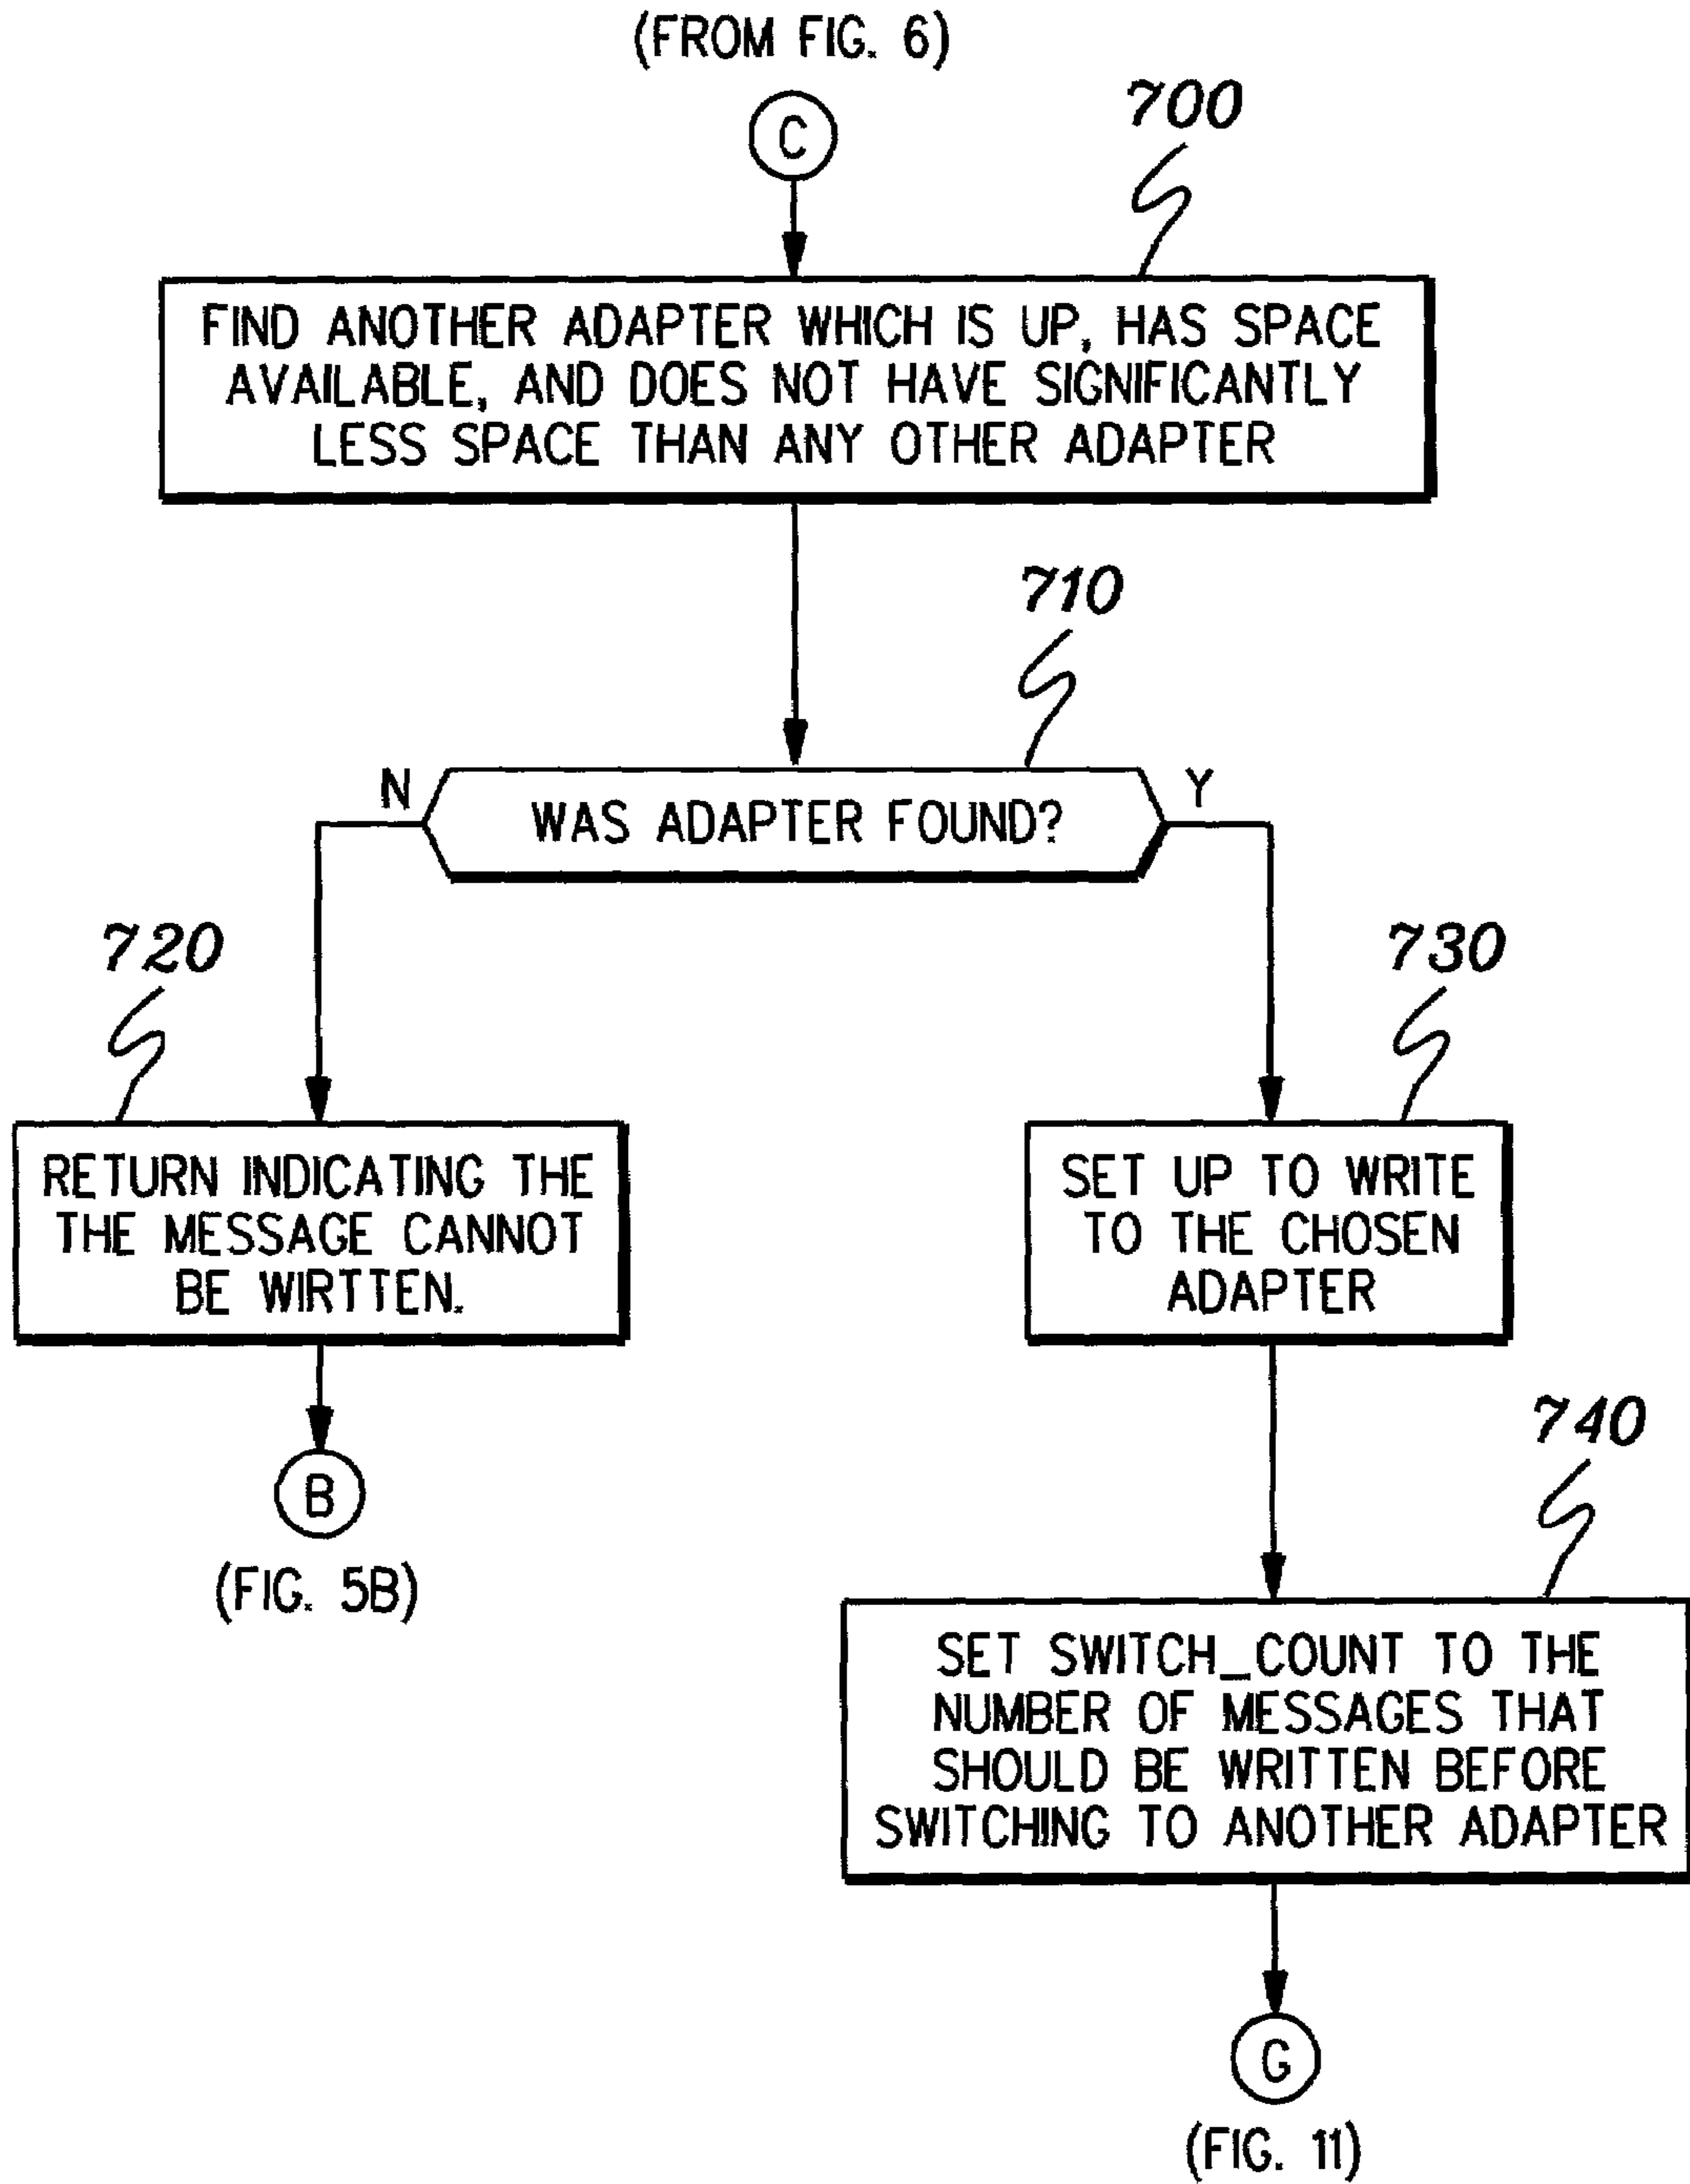 (FROM FIG. 6)
C
700
FIND ANOTHER ADAPTER WHICH IS UP, HAS SPACE
AVAILABLE, AND DOES NOT HAVE SIGNIFICANTLY
LESS SPACE THAN ANY OTHER ADAPTER
710
N
WAS ADAPTER FOUND?
Y
720
RETURN INDICATING THE
THE MESSAGE CANNOT
BE WIRTTEN.
B
(FIG. 5B)
730
SET UP TO WRITE
TO THE CHOSEN
ADAPTER
740
SET SWITCH_COUNT TO THE
NUMBER OF MESSAGES THAT
SHOULD BE WRITTEN BEFORE
SWITCHING TO ANOTHER ADAPTER
G
(FIG. 11)